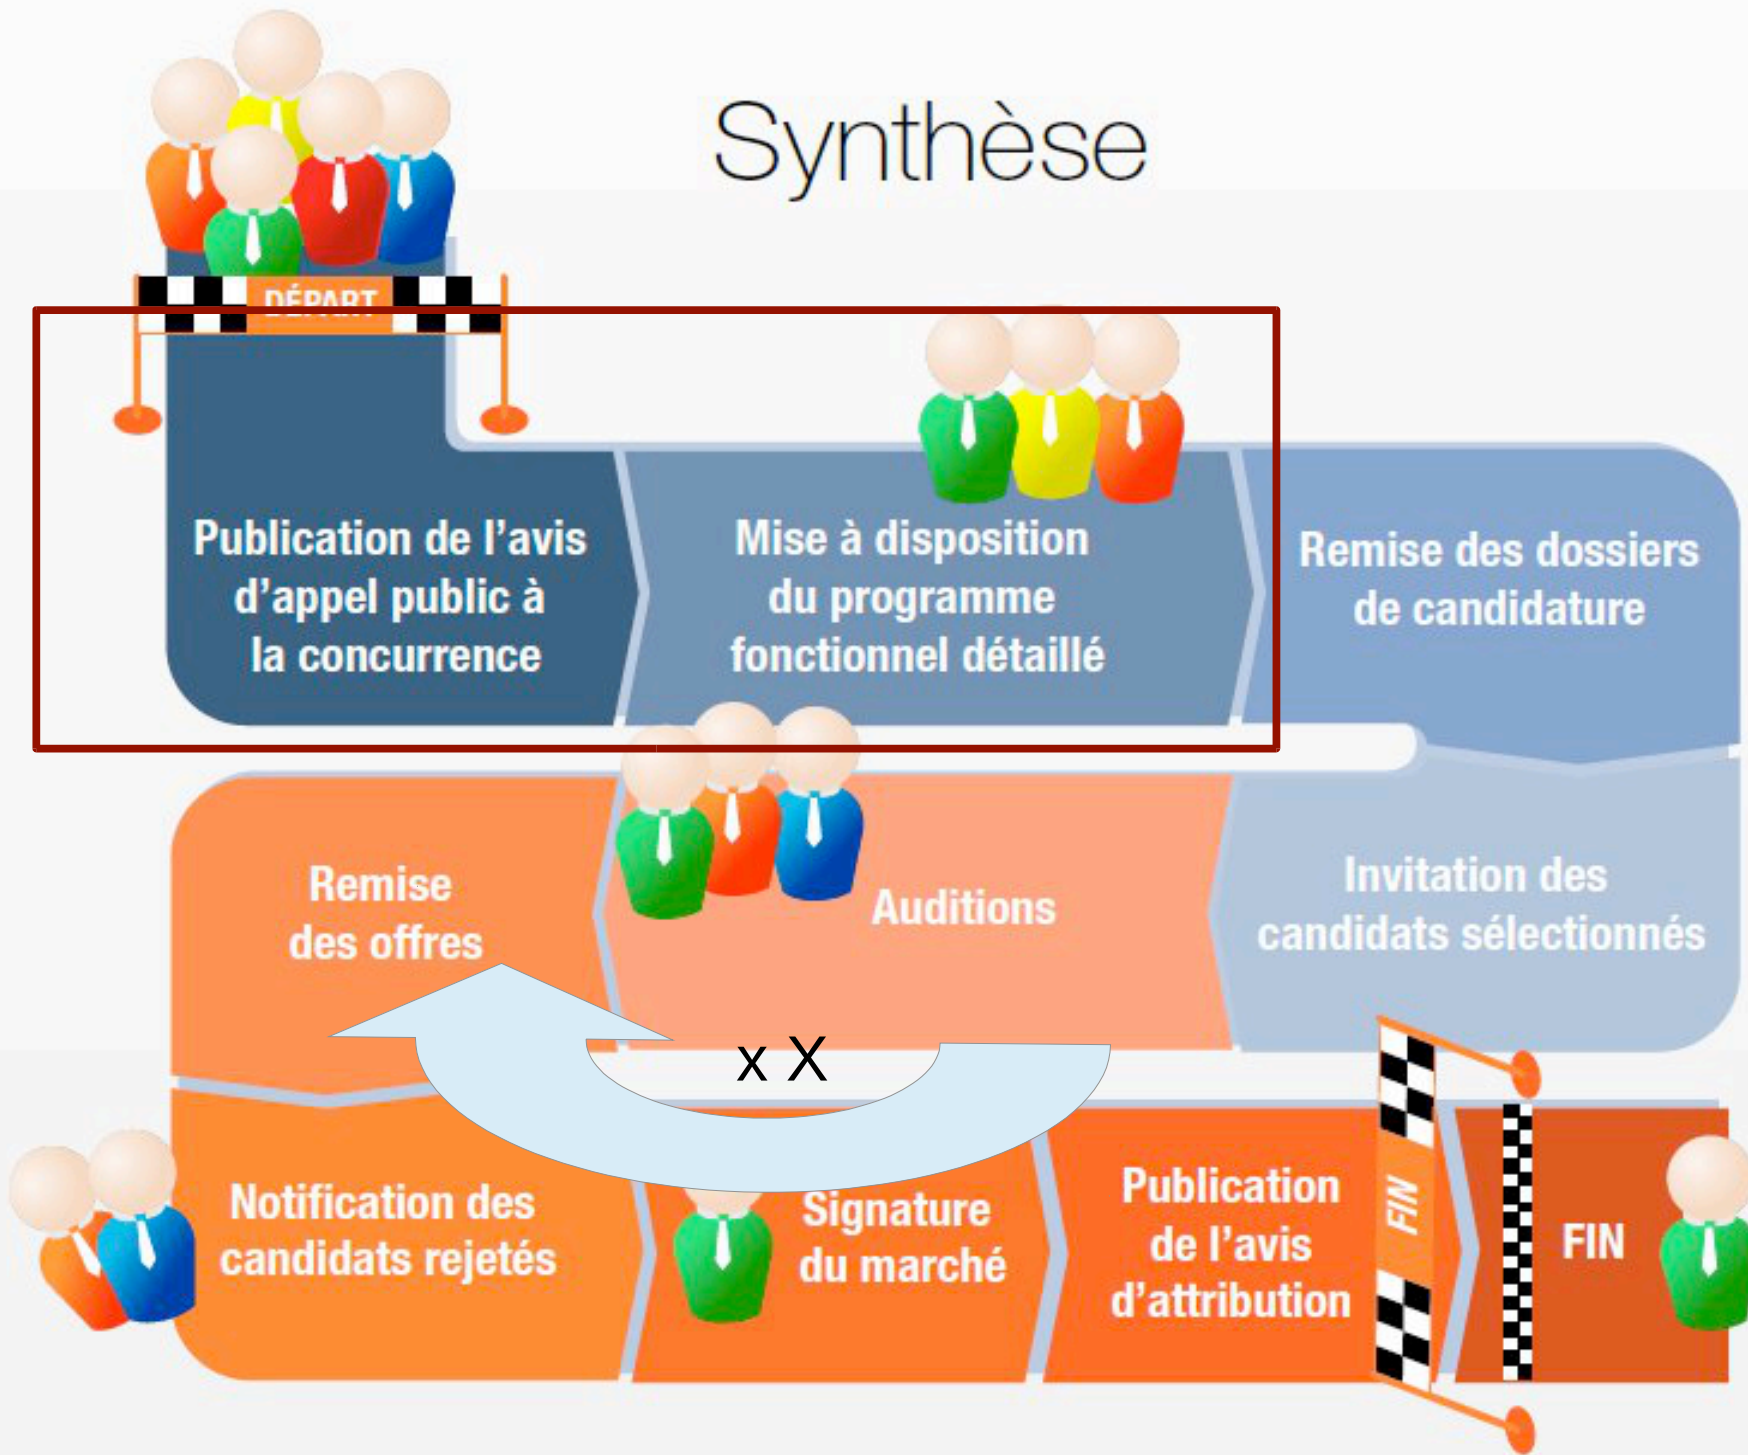 Synthèse
DÉPART
Publication de l'avis
d'appel public à
la concurrence
Mise à disposition
du programme
fonctionnel détaillé
Remise des dossiers
de candidature
Invitation des
candidats sélectionnés
Auditions
Remise
des offres
x X
Notification des
candidats rejetés
Signature
du marché
Publication
de l'avis
d'attribution
FIN
FIN